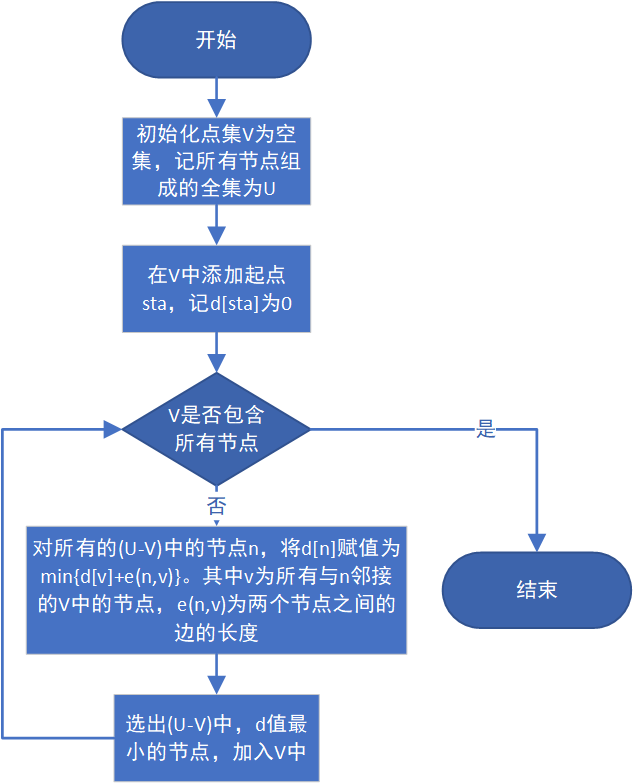 开始
初始化点集V为空
集，记所有节点组
成的全集为U
在V中添加起点
sta，记d[sta]为0
V是否包含
所有节点
是
否
对所有的(U-V)中的节点n，将d[n]赋值为
min{d[v]+e(n,v)}。其中v为所有与n邻接
的V中的节点，e(n,v)为两个节点之间的
边的长度
结束
选出(U-V)中，d值最
小的节点，加入V中